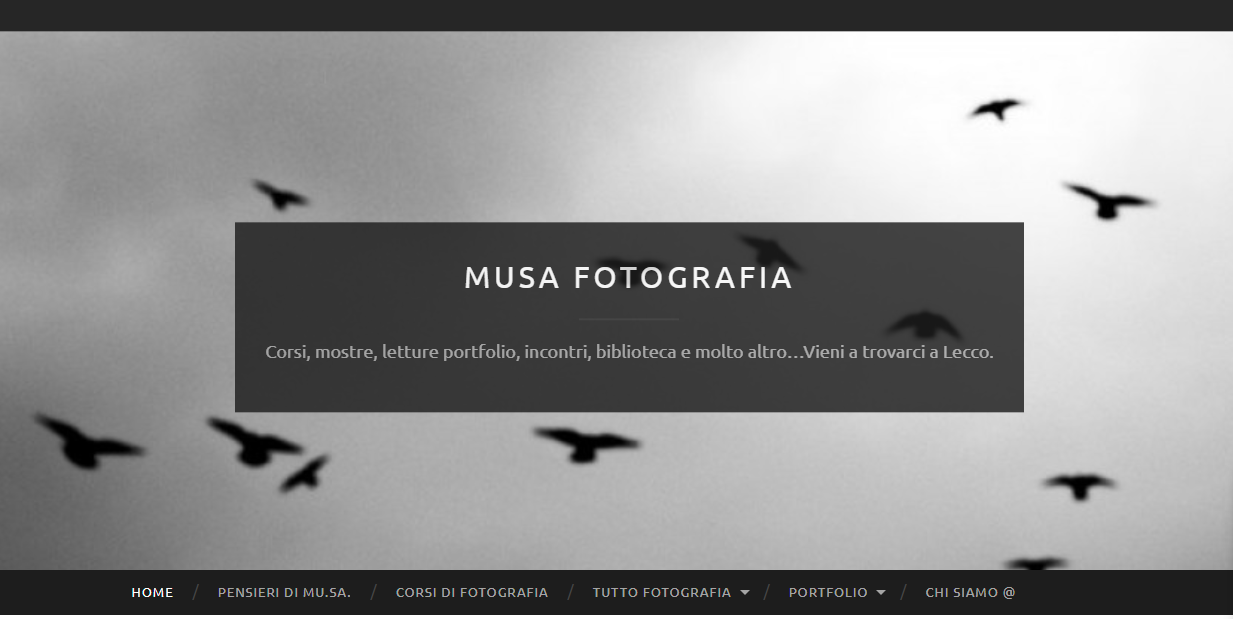 MUSA FOTOGRAFIA
Corsi, mostre, letture portfolio, incontri, biblioteca e molto altro...Vieni a trovarci a Lecco.
HOME / PENSIERI DI MU.SA. / CORSI DI FOTOGRAFIA / TUTTO FOTOGRAFIA / PORTFOLIO / CHI SIAMO @